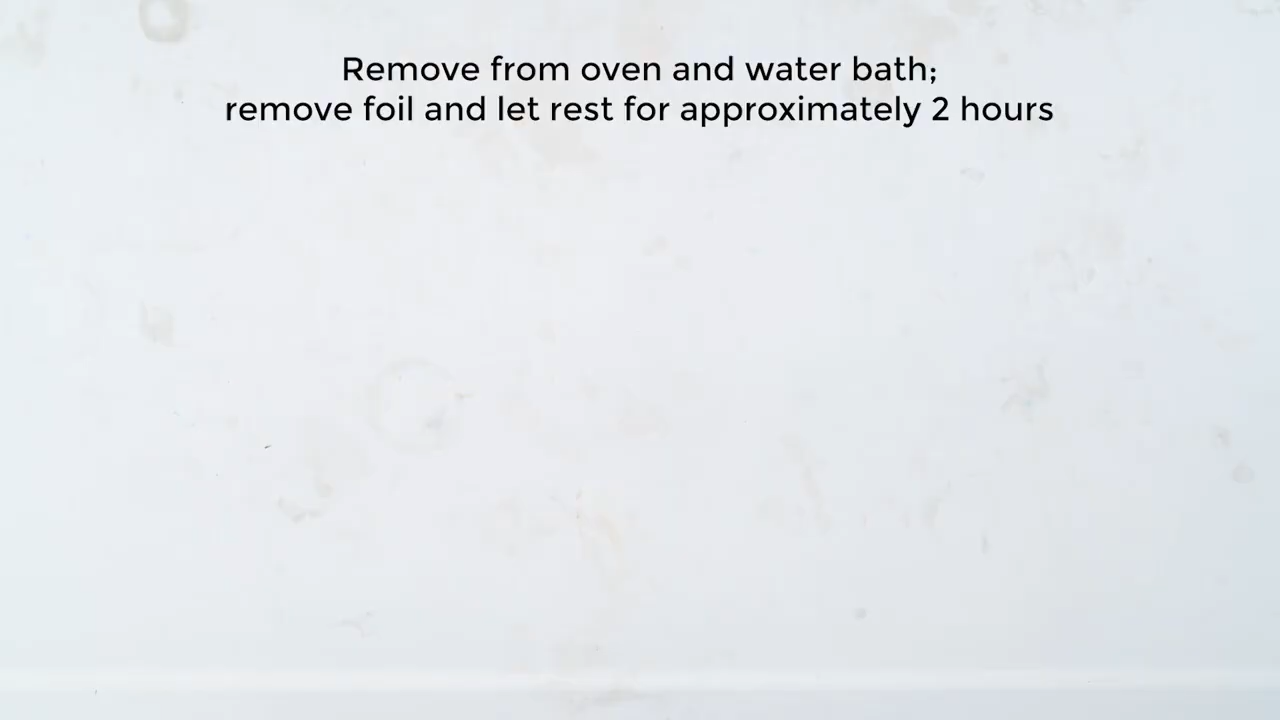 Remove from oven and water bath;
remove foil and let rest for approximately 2 hours